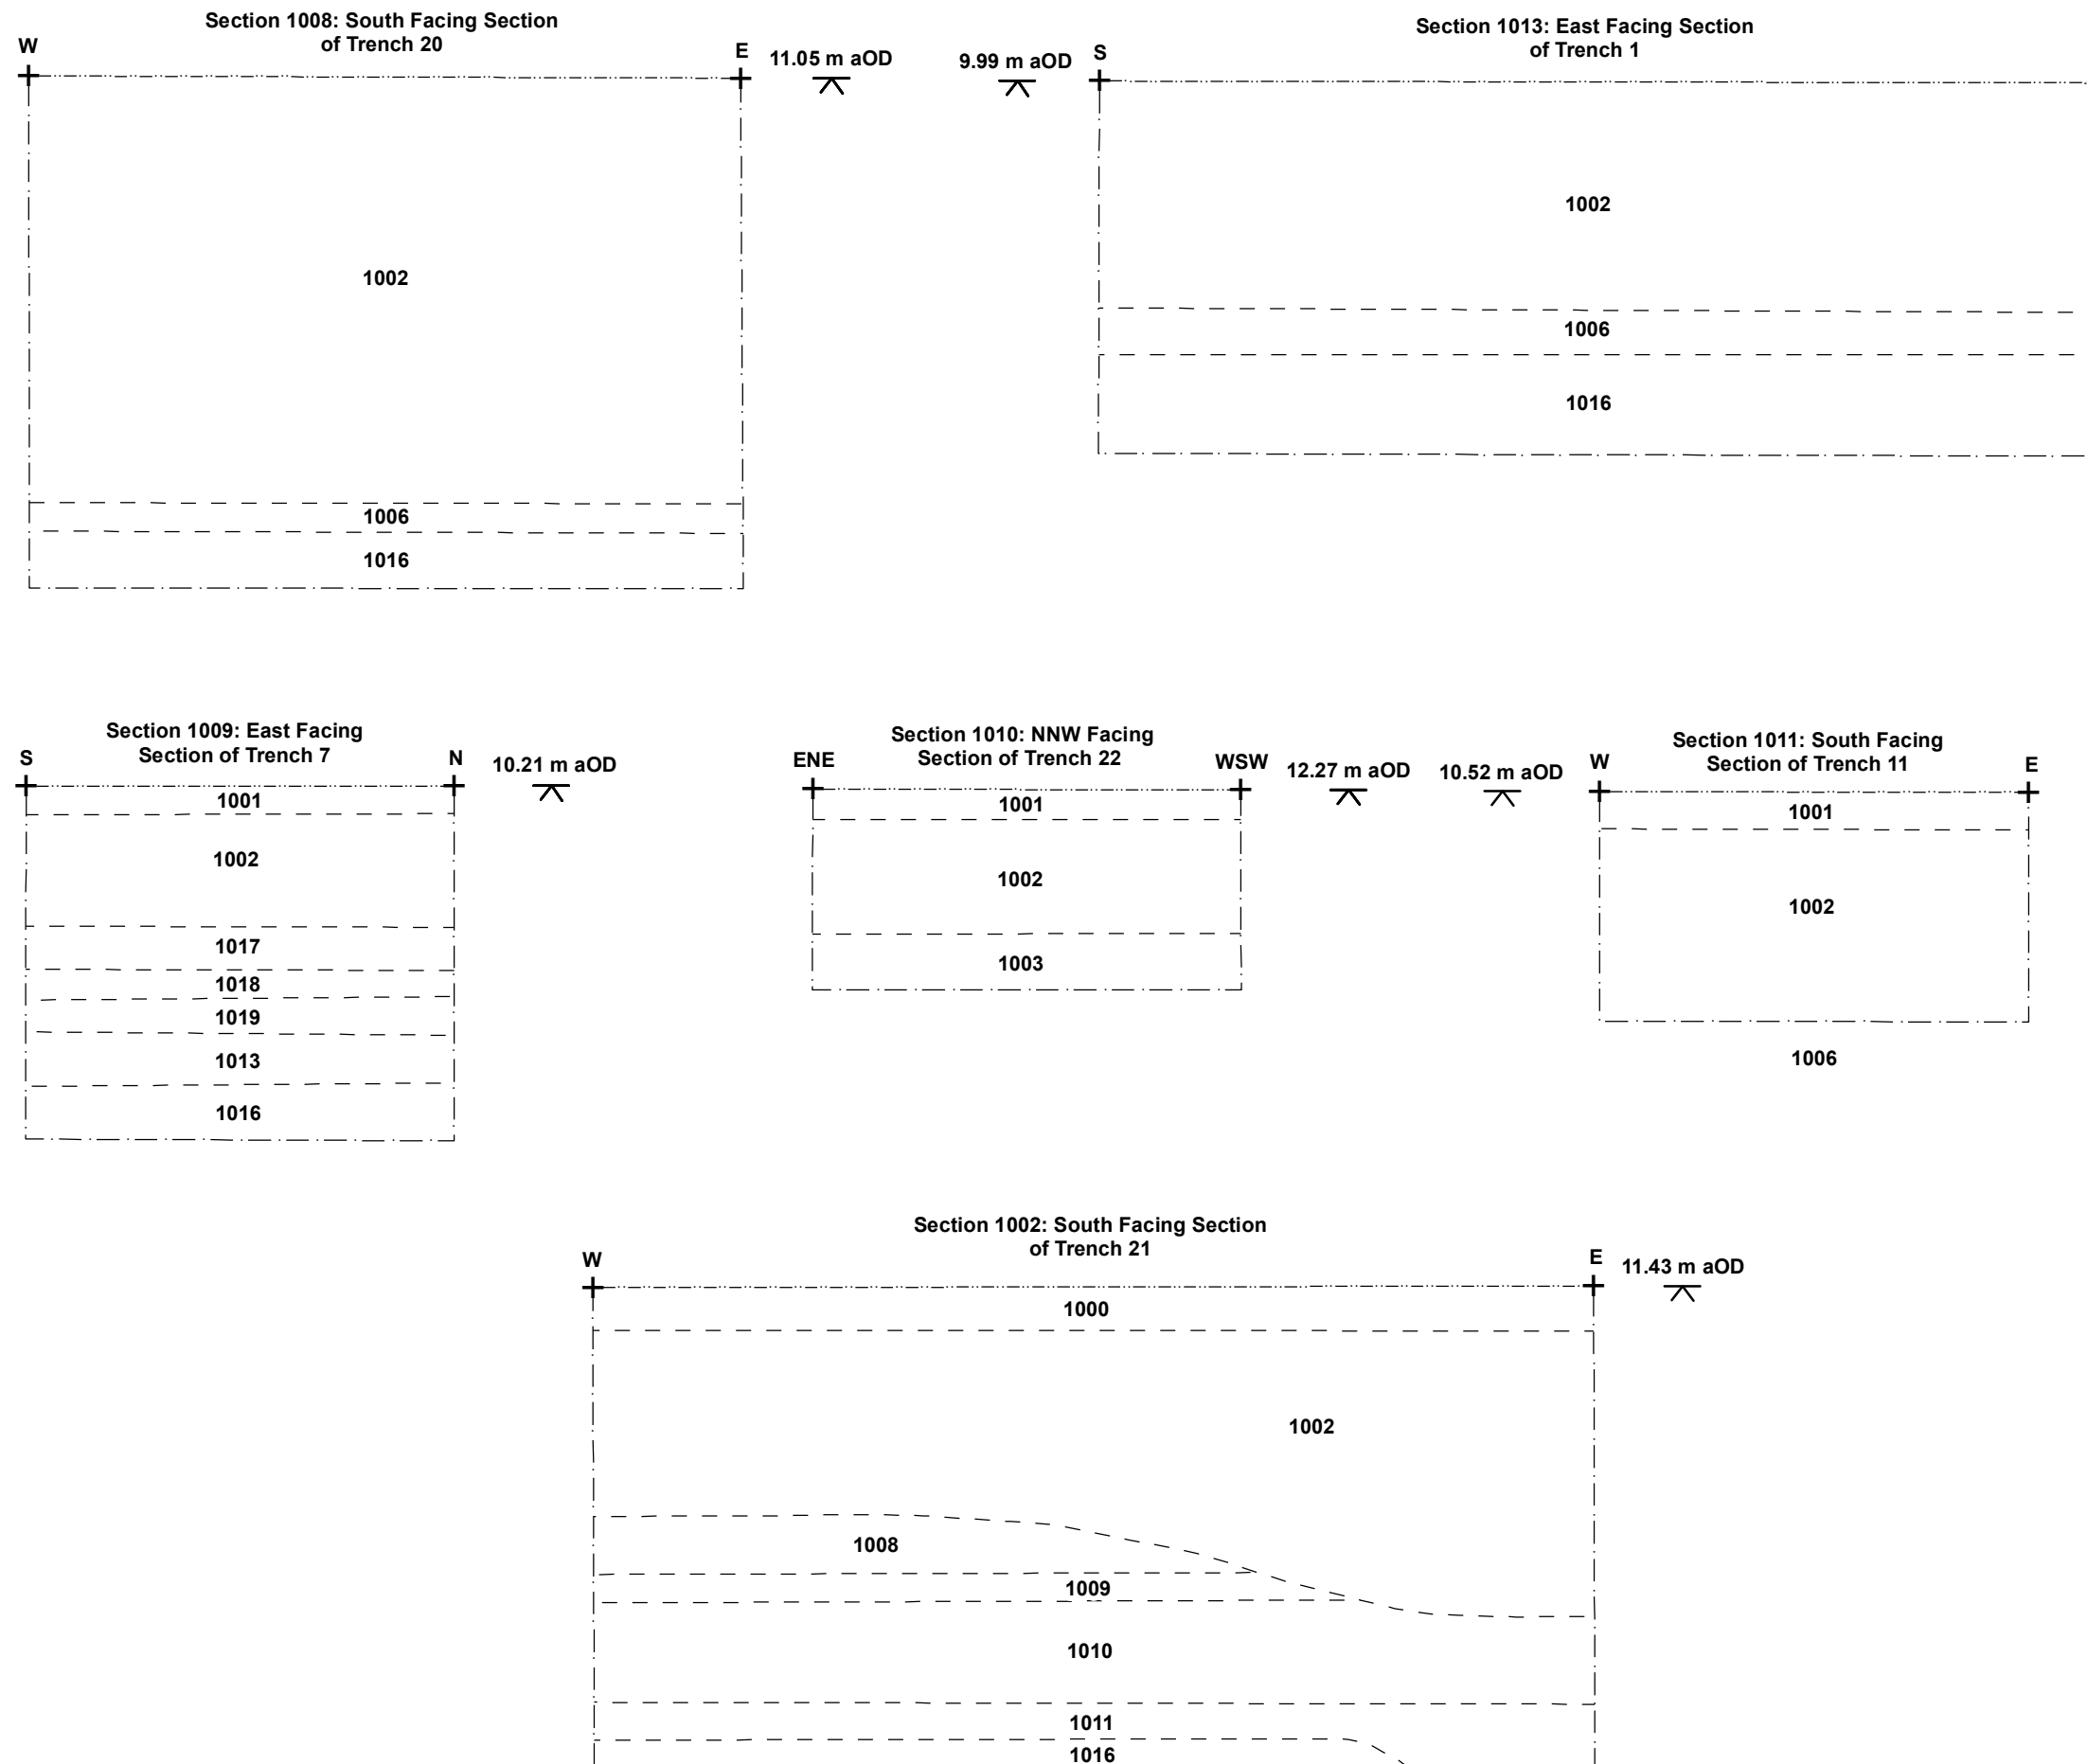 Section 1008: South Facing Section
of Trench 20
W
E
11.05 m aOD
1002
1006
1016
Section 1013: East Facing Section
of Trench 1
9.99 m aOD
S
1002
1006
1016
Section 1009: East Facing
Section of Trench 7
S
N
10.21 m aOD
1001
1002
1017
1018
1019
1013
1016
Section 1010: NNW Facing
Section of Trench 22
ENE
WSW
12.27 m aOD
1001
1002
1003
Section 1011: South Facing
Section of Trench 11
10.52 m aOD
W
E
1001
1002
1006
Section 1002: South Facing Section
of Trench 21
W
E
11.43 m aOD
1000
1002
1008
1009
1010
1011
1016